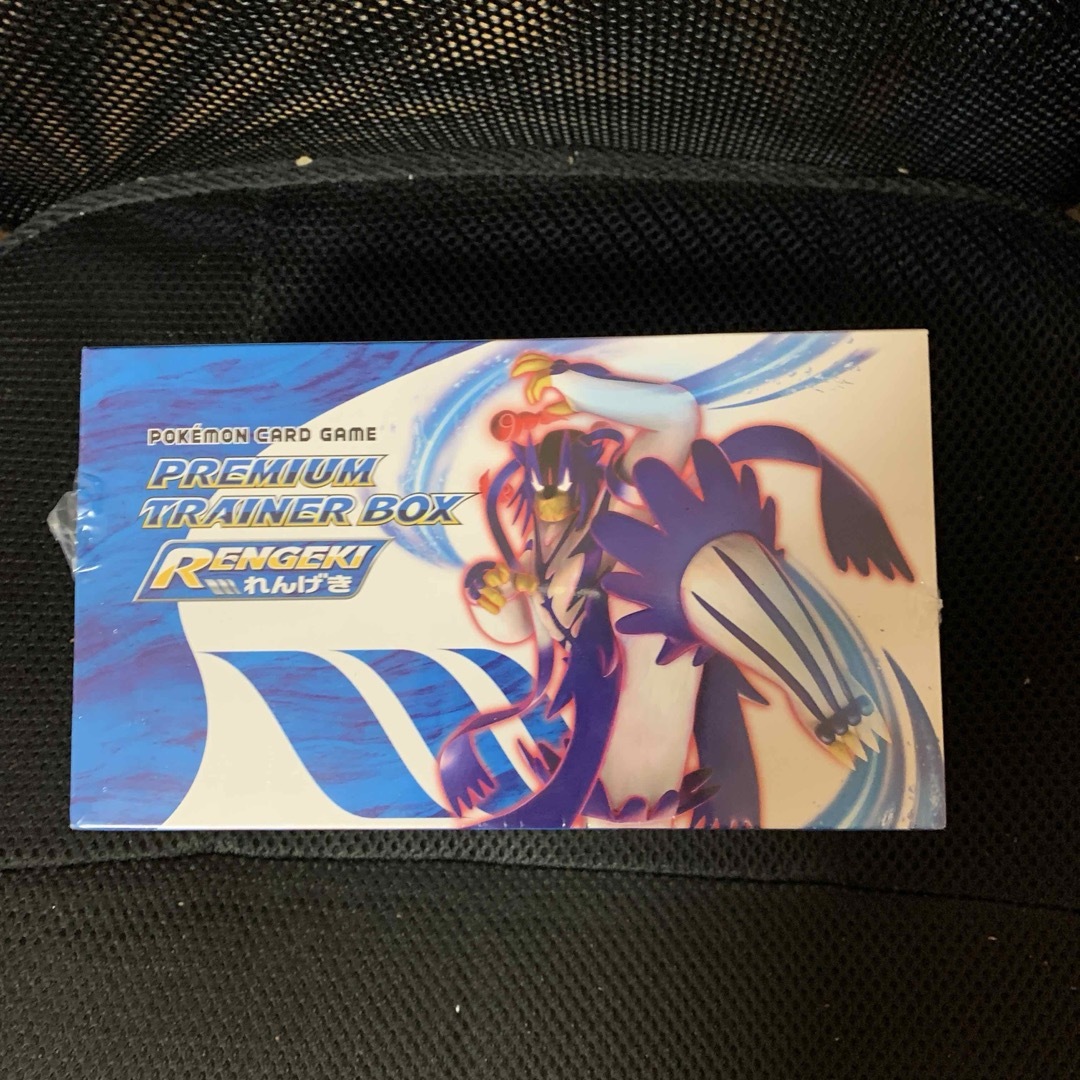 POKÉMON CARD GAME
PREMIUM
TRAINER BOX
RENGEKI
れんげき